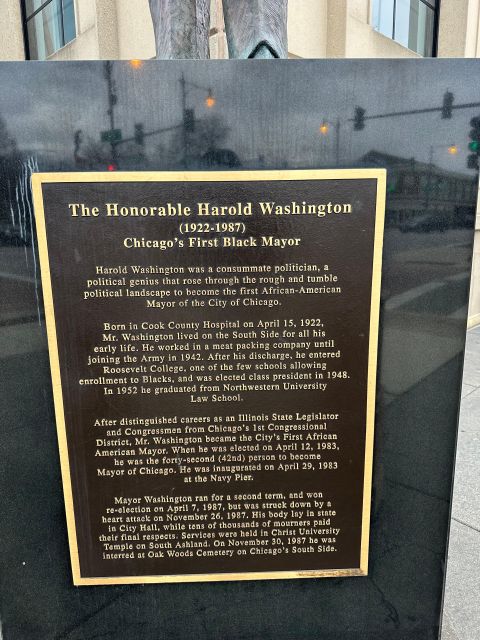 The Honorable Harold Washington
(1922-1987)
Chicago's First Black Mayor
Harold Washington was a consummate politician, a
political genius that rose through the rough and tumble
political landscape to become the first African-American
Mayor of the City of Chicago.
Born in Cook County Hospital on April 15, 1922,
Mr. Washington lived on the South Side for all his
early life. He worked in a meat packing company until
joining the Army in 1942. After his discharge, he entered
Roosevelt College, one of the few schools allowing
enrollment to Blacks, and was elected class president in 1948.
In 1952 he graduated from Northwestern University
Law School.
After distinguished careers as an Illinois State Legislator
and Congressmen from Chicago's 1st Congressional
District, Mr. Washington became the City's First African
American Mayor. When he was elected on April 12, 1983,
he was the forty-second (42nd) person to become
Mayor of Chicago. He was inaugurated on April 29, 1983
at the Navy Pier.
Mayor Washington ran for a second term, and won
re-election on April 7, 1987, but was struck down by a
heart attack on November 26, 1987. His body lay in state
in City Hall, while tens of thousands of mourners paid
their final respects. Services were held in Christ University
Temple on South Ashland. On November 30, 1987 he was
interred at Oak Woods Cemetery on Chicago's South Side.